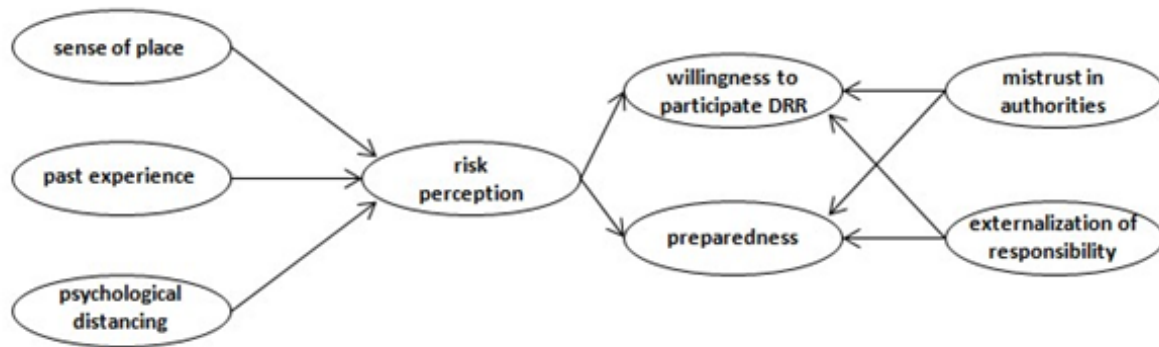 sense of place
past experience
psychological
distancing
risk
perception
willingness to
participate DRR
preparedness
mistrust in
authorities
externalization of
responsibility